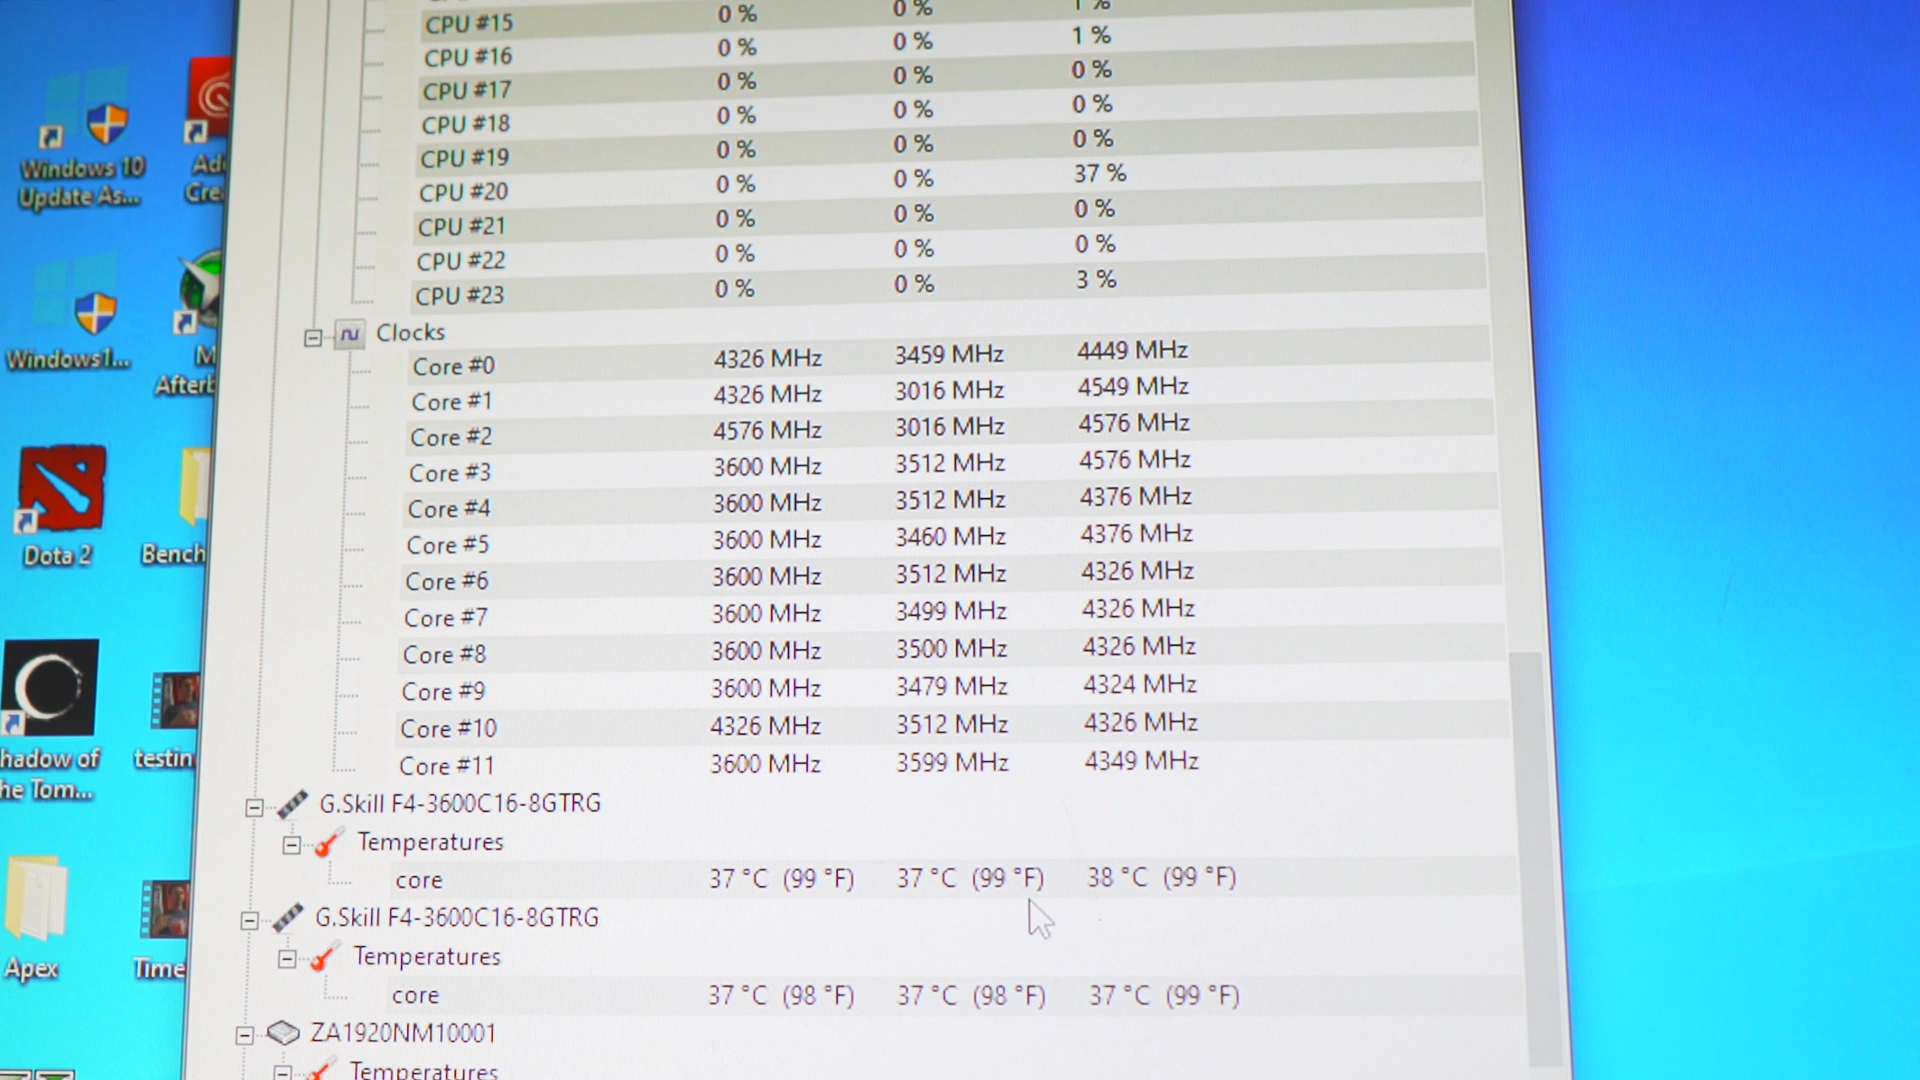 CPU #15 0 % 0 % 1 %
CPU #16 0 % 0 % 1 %
CPU #17 0 % 0 % 0 %
CPU #18 0 % 0 % 0 %
CPU #19 0 % 0 % 0 %
CPU #20 0 % 0 % 37 %
CPU #21 0 % 0 % 0 %
CPU #22 0 % 0 % 0 %
CPU #23 0 % 0 % 3 %
Clocks
Core #0 4326 MHz 3459 MHz 4449 MHz
Core #1 4326 MHz 3016 MHz 4549 MHz
Core #2 4576 MHz 3016 MHz 4576 MHz
Core #3 3600 MHz 3512 MHz 4576 MHz
Core #4 3600 MHz 3512 MHz 4376 MHz
Core #5 3600 MHz 3460 MHz 4376 MHz
Core #6 3600 MHz 3512 MHz 4326 MHz
Core #7 3600 MHz 3499 MHz 4326 MHz
Core #8 3600 MHz 3500 MHz 4326 MHz
Core #9 3600 MHz 3479 MHz 4324 MHz
Core #10 4326 MHz 3512 MHz 4326 MHz
Core #11 3600 MHz 3599 MHz 4349 MHz
G.Skill F4-3600C16-8GTRG
Temperatures
core 37 °C (99 °F) 37 °C (99 °F) 38 °C (99 °F)
G.Skill F4-3600C16-8GTRG
Temperatures
core 37 °C (98 °F) 37 °C (98 °F) 37 °C (99 °F)
ZA1920NM10001
Temperatures
Windows 10
Update As...
Ado
Cre
Windows1...
M
Afterb
Dota 2
Bench
hadow of
he Tom...
testin
Apex
Time